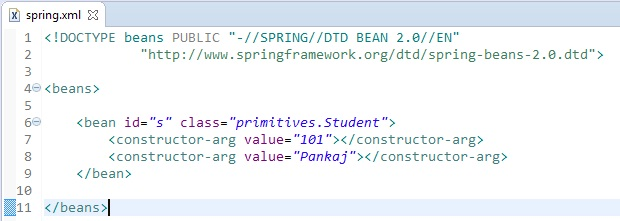 spring.xml
1 <!DOCTYPE beans PUBLIC "-//SPRING//DTD BEAN 2.0//EN"
2 "http://www.springframework.org/dtd/spring-beans-2.0.dtd">
3
4 <beans>
5
6 <bean id="s" class="primitives.Student">
7 <constructor-arg value="101"></constructor-arg>
8 <constructor-arg value="Pankaj"></constructor-arg>
9 </bean>
10
11 </beans>